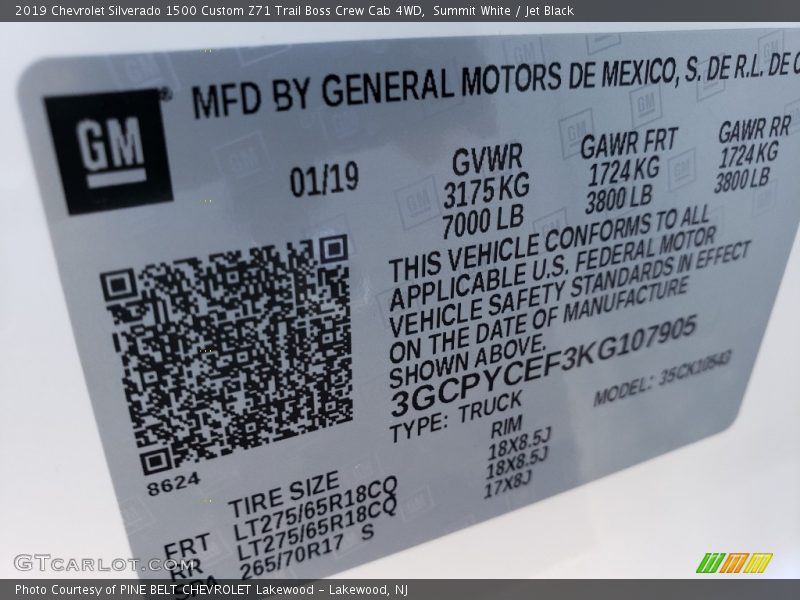 2019 Chevrolet Silverado 1500 Custom Z71 Trail Boss Crew Cab 4WD, Summit White / Jet Black
GM ® MFD BY GENERAL MOTORS DE MEXICO, S. DE R.L. DE C
01/19 GVWR GAWR FRT GAWR RR
3175 KG 1724 KG 1724 KG
7000 LB 3800 LB 3800 LB
THIS VEHICLE CONFORMS TO ALL
APPLICABLE U.S. FEDERAL MOTOR
VEHICLE SAFETY STANDARDS IN EFFECT
ON THE DATE OF MANUFACTURE
SHOWN ABOVE.
3GCPYCEF3KG107905
TYPE: TRUCK MODEL: 35CK10543
8624
TIRE SIZE RIM
FRT LT275/65R18CQ 18X8.5J
RR LT275/65R18CQ 18X8.5J
265/70R17 S 17X8J
GTCarLot.com
Photo Courtesy of PINE BELT CHEVROLET Lakewood - Lakewood, NJ